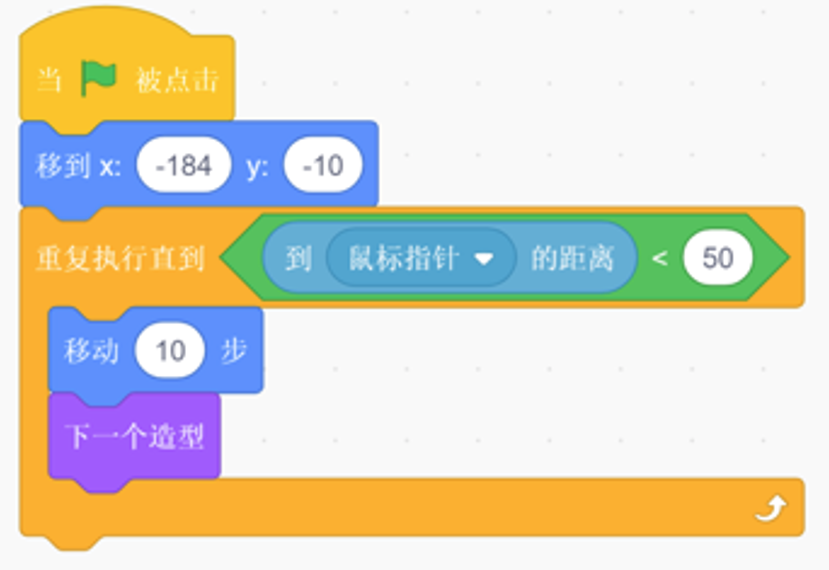 当 被点击
移到 x: -184 y: -10
重复执行直到 到 鼠标指针 的距离 < 50
移动 10 步
下一个造型